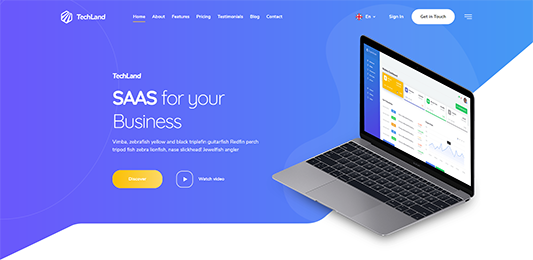 TechLand
Home About Features Pricing Testimonials Blog Contact
En Sign In Get in Touch
TechLand
SAAS for your
Business
Vimba, zebrafish yellow and black triplefin guitarfish Redfin perch
tripod fish zebra lionfish, nase slickhead! Jewelfish angler
Discover Watch video